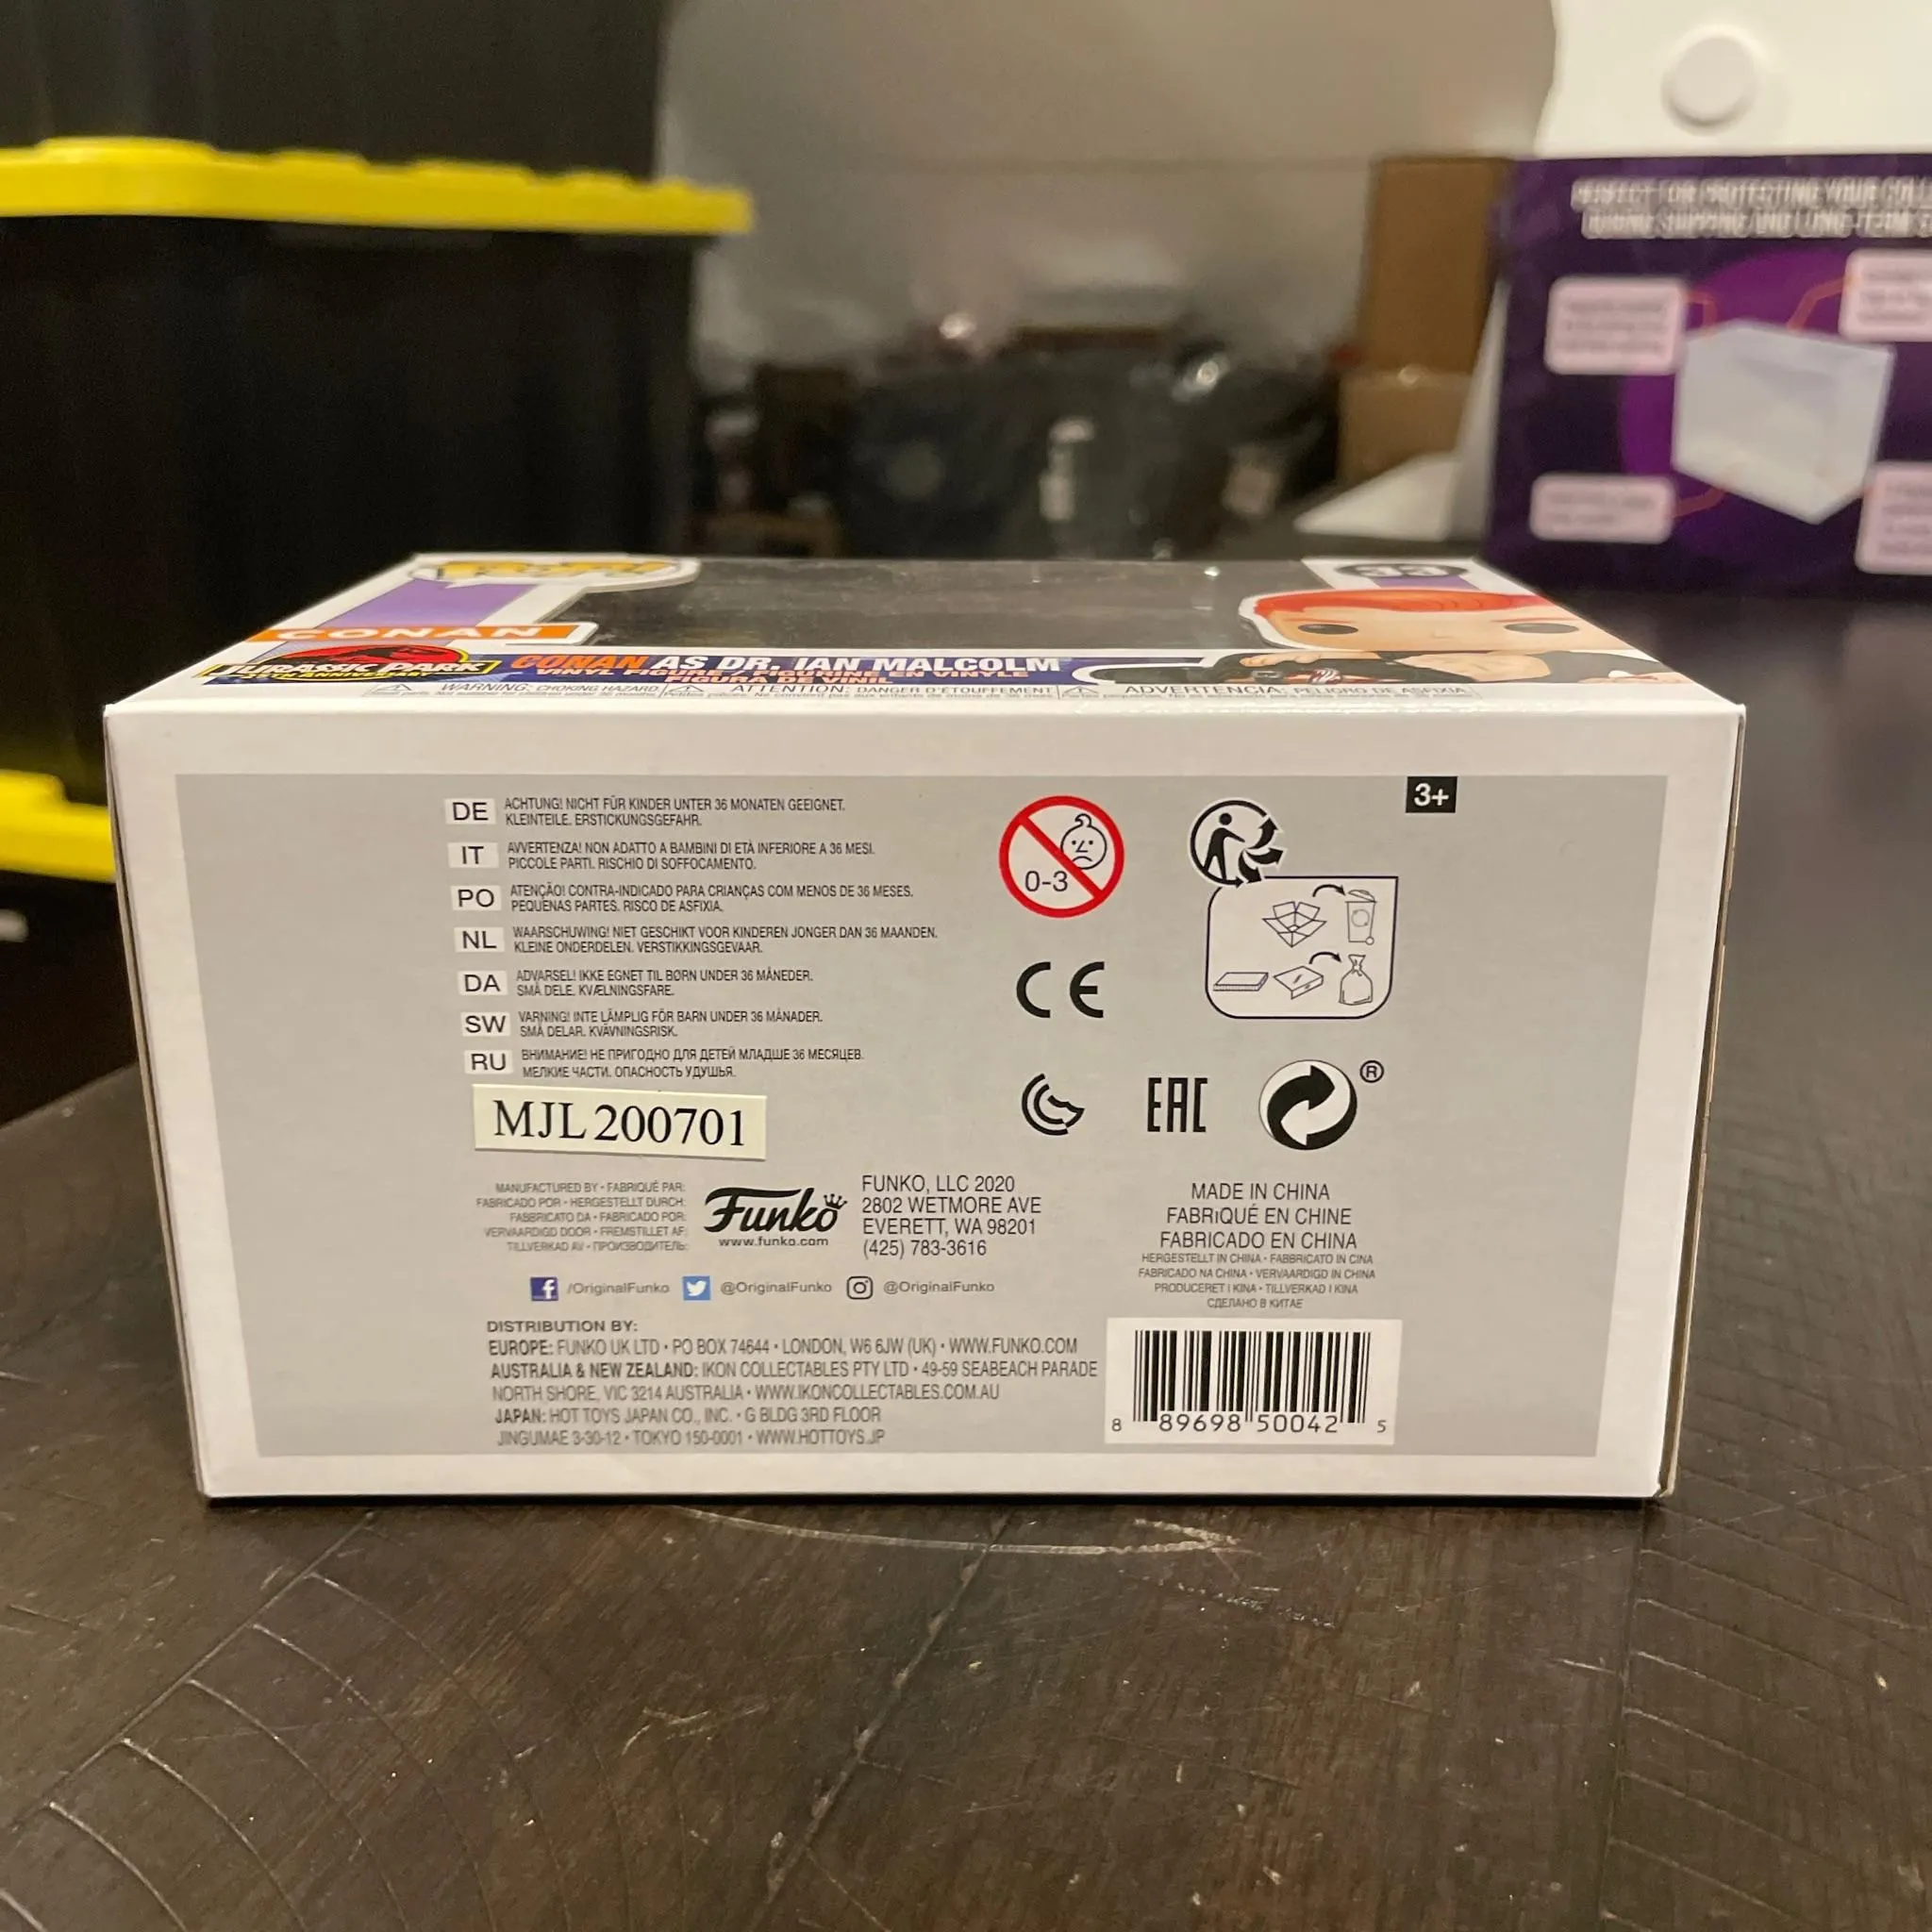 PERFECT FOR PROTECTING YOUR
DURING SHIPPING AND LONG-TERM
POP!
33
CONAN
JURASSIC PARK
CONAN AS DR. IAN MALCOLM
VINYL FIGURE • FIGURINE EN VINYLE
FIGURA DE VINIL
WARNING: CHOKING HAZARD.
ATTENTION: DANGER D'ÉTOUFFEMENT
ADVERTENCIA: PELIGRO DE ASFIXIA
3+
DE ACHTUNG! NICHT FÜR KINDER UNTER 36 MONATEN GEEIGNET.
KLEINTEILE. ERSTICKUNGSGEFAHR.
IT AVVERTENZA! NON ADATTO A BAMBINI DI ETÀ INFERIORE A 36 MESI.
PICCOLE PARTI. RISCHIO DI SOFFOCAMENTO.
PO ATENÇÃO! CONTRA-INDICADO PARA CRIANÇAS COM MENOS DE 36 MESES.
PEQUENAS PARTES. RISCO DE ASFIXIA.
NL WAARSCHUWING! NIET GESCHIKT VOOR KINDEREN JONGER DAN 36 MAANDEN.
KLEINE ONDERDELEN. VERSTIKKINGSGEVAAR.
DA ADVARSEL! IKKE EGNET TIL BØRN UNDER 36 MÅNEDER.
SMÅ DELE. KVÆLNINGSFARE.
SW VARNING! INTE LÄMPLIG FÖR BARN UNDER 36 MÅNADER.
SMÅ DELAR. KVÄVNINGSRISK.
RU ВНИМАНИЕ! НЕ ПРИГОДНО ДЛЯ ДЕТЕЙ МЛАДШЕ 36 МЕСЯЦЕВ.
МЕЛКИЕ ЧАСТИ. ОПАСНОСТЬ УДУШЬЯ.
0-3
CE
EAC
®
MJL 200701
MANUFACTURED BY • FABRIQUÉ PAR:
FABRICADO POR • HERGESTELLT DURCH:
FABBRICATO DA • FABRICADO POR:
VERVAARDIGD DOOR • FREMSTILLET AF:
TILLVERKAD AV • ПРОИЗВОДИТЕЛЬ:
Funko
www.funko.com
FUNKO, LLC 2020
2802 WETMORE AVE
EVERETT, WA 98201
(425) 783-3616
MADE IN CHINA
FABRIQUÉ EN CHINE
FABRICADO EN CHINA
HERGESTELLT IN CHINA • FABBRICATO IN CINA
FABRICADO NA CHINA • VERVAARDIGD IN CHINA
PRODUCERET I KINA • TILLVERKAD I KINA
СДЕЛАНО В КИТАЕ
/OriginalFunko @OriginalFunko @OriginalFunko
DISTRIBUTION BY:
EUROPE: FUNKO UK LTD • PO BOX 74644 • LONDON, W6 6JW (UK) • WWW.FUNKO.COM
AUSTRALIA & NEW ZEALAND: IKON COLLECTABLES PTY LTD • 49-59 SEABEACH PARADE
NORTH SHORE, VIC 3214 AUSTRALIA • WWW.IKONCOLLECTABLES.COM.AU
JAPAN: HOT TOYS JAPAN CO., INC. • G BLDG 3RD FLOOR
JINGUMAE 3-30-12 • TOKYO 150-0001 • WWW.HOTTOYS.JP
8 89698 50042 5